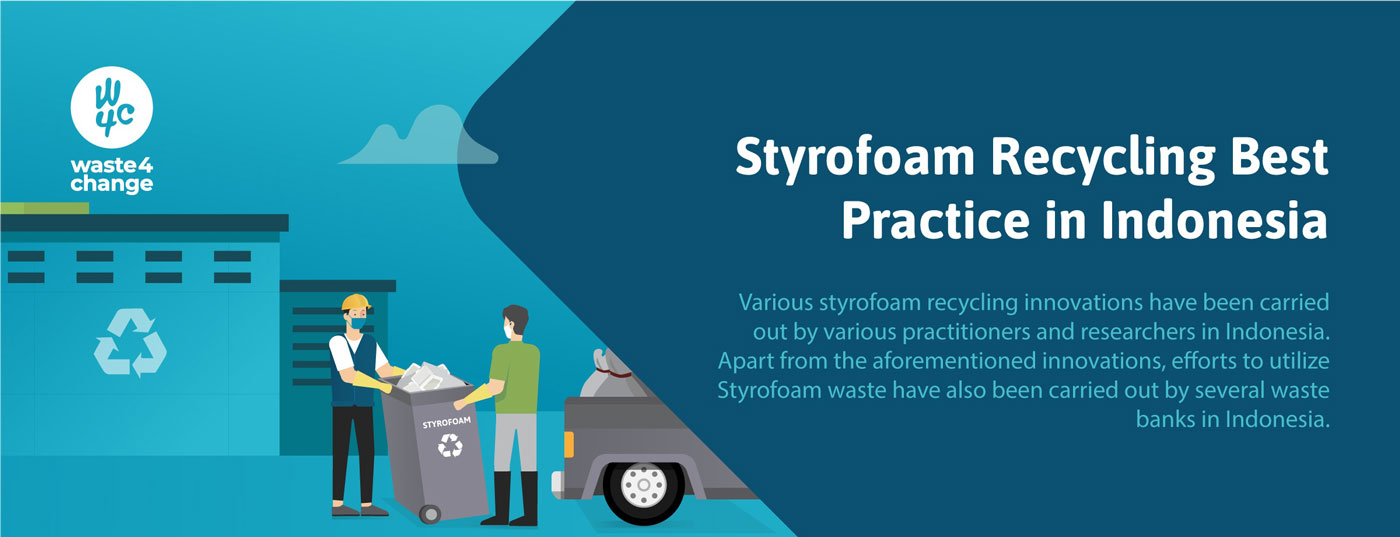 W4C
waste4
change
Styrofoam Recycling Best
Practice in Indonesia
Various styrofoam recycling innovations have been carried
out by various practitioners and researchers in Indonesia.
Apart from the aforementioned innovations, efforts to utilize
Styrofoam waste have also been carried out by several waste
banks in Indonesia.
STYROFOAM